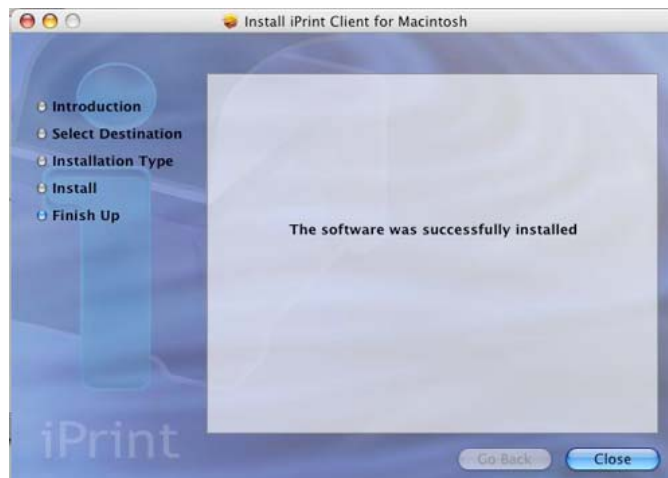 Install iPrint Client for Macintosh
Introduction
Select Destination
Installation Type
Install
Finish Up
The software was successfully installed
iPrint
Go Back
Close